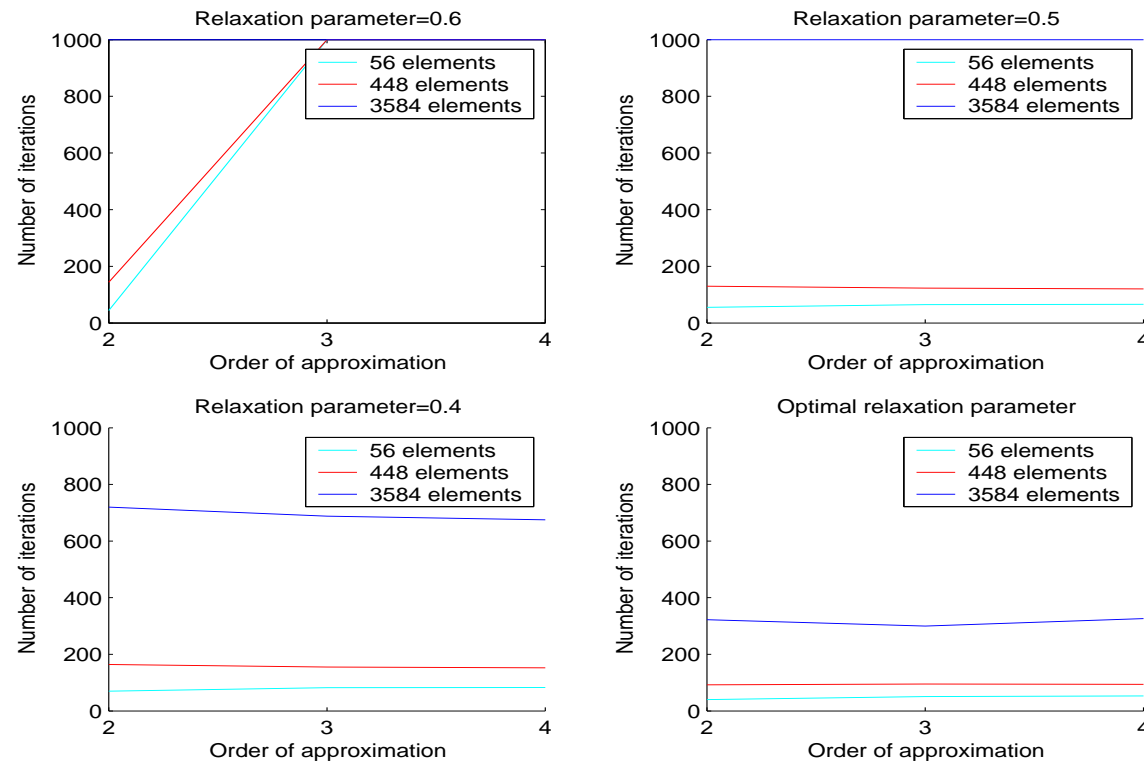 Relaxation parameter=0.6
1000
800
600
400
200
0
Number of iterations
56 elements
448 elements
3584 elements
2
3
4
Order of approximation
Relaxation parameter=0.5
1000
800
600
400
200
0
Number of iterations
56 elements
448 elements
3584 elements
2
3
4
Order of approximation
Relaxation parameter=0.4
1000
800
600
400
200
0
Number of iterations
56 elements
448 elements
3584 elements
2
3
4
Order of approximation
Optimal relaxation parameter
1000
800
600
400
200
0
Number of iterations
56 elements
448 elements
3584 elements
2
3
4
Order of approximation